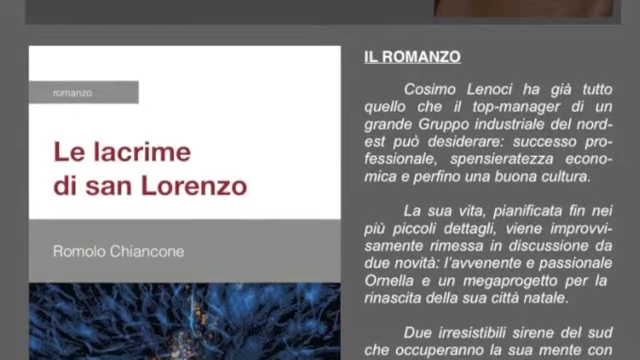 romanzo
Le lacrime
di san Lorenzo
Romolo Chiancone
IL ROMANZO
Cosimo Lenoci ha già tutto
quello che il top-manager di un
grande Gruppo industriale del nord-
est può desiderare: successo pro-
fessionale, spensieratezza econo-
mica e perfino una buona cultura.
La sua vita, pianificata fin nei
più piccoli dettagli, viene improvvi-
samente rimessa in discussione da
due novità: l'avvenente e passionale
Ornella e un megaprogetto per la
rinascita della sua città natale.
Due irresistibili sirene del sud
che occuperanno la sua mente con